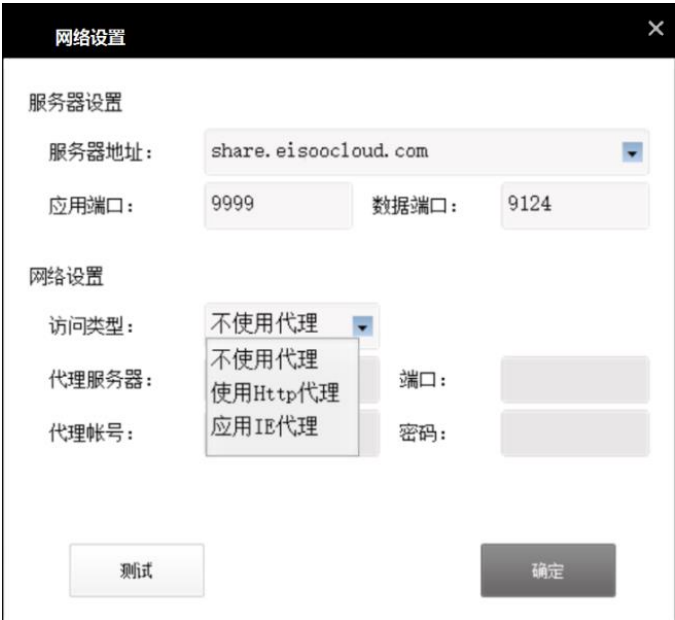 网络设置
服务器设置
服务器地址： share.eisoocloud.com
应用端口： 9999 数据端口： 9124
网络设置
访问类型： 不使用代理
不使用代理
代理服务器： 端口：
使用Http代理
应用IE代理
代理帐号： 密码：
测试 确定